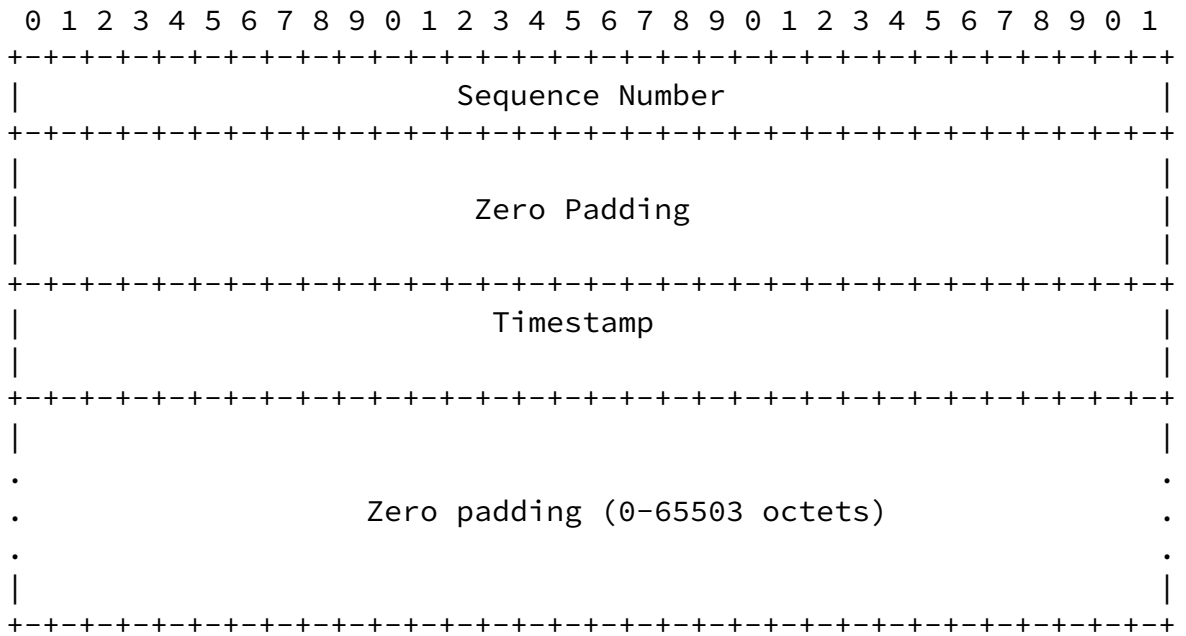 0 1 2 3 4 5 6 7 8 9 0 1 2 3 4 5 6 7 8 9 0 1 2 3 4 5 6 7 8 9 0 1
+-+-+-+-+-+-+-+-+-+-+-+-+-+-+-+-+-+-+-+-+-+-+-+-+-+-+-+-+-+-+-+-+
| Sequence Number |
+-+-+-+-+-+-+-+-+-+-+-+-+-+-+-+-+-+-+-+-+-+-+-+-+-+-+-+-+-+-+-+-+
| |
| Zero Padding |
| |
+-+-+-+-+-+-+-+-+-+-+-+-+-+-+-+-+-+-+-+-+-+-+-+-+-+-+-+-+-+-+-+-+
| Timestamp |
| |
+-+-+-+-+-+-+-+-+-+-+-+-+-+-+-+-+-+-+-+-+-+-+-+-+-+-+-+-+-+-+-+-+
| |
. .
. Zero padding (0-65503 octets) .
. .
| |
+-+-+-+-+-+-+-+-+-+-+-+-+-+-+-+-+-+-+-+-+-+-+-+-+-+-+-+-+-+-+-+-+